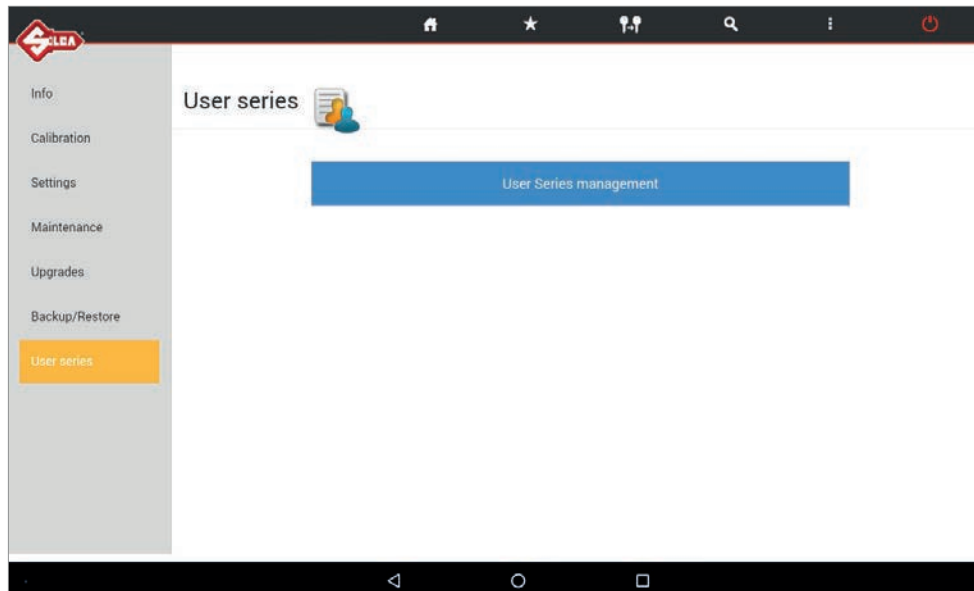 SILCA
Info
Calibration
Settings
Maintenance
Upgrades
Backup/Restore
User series
User series
User Series management